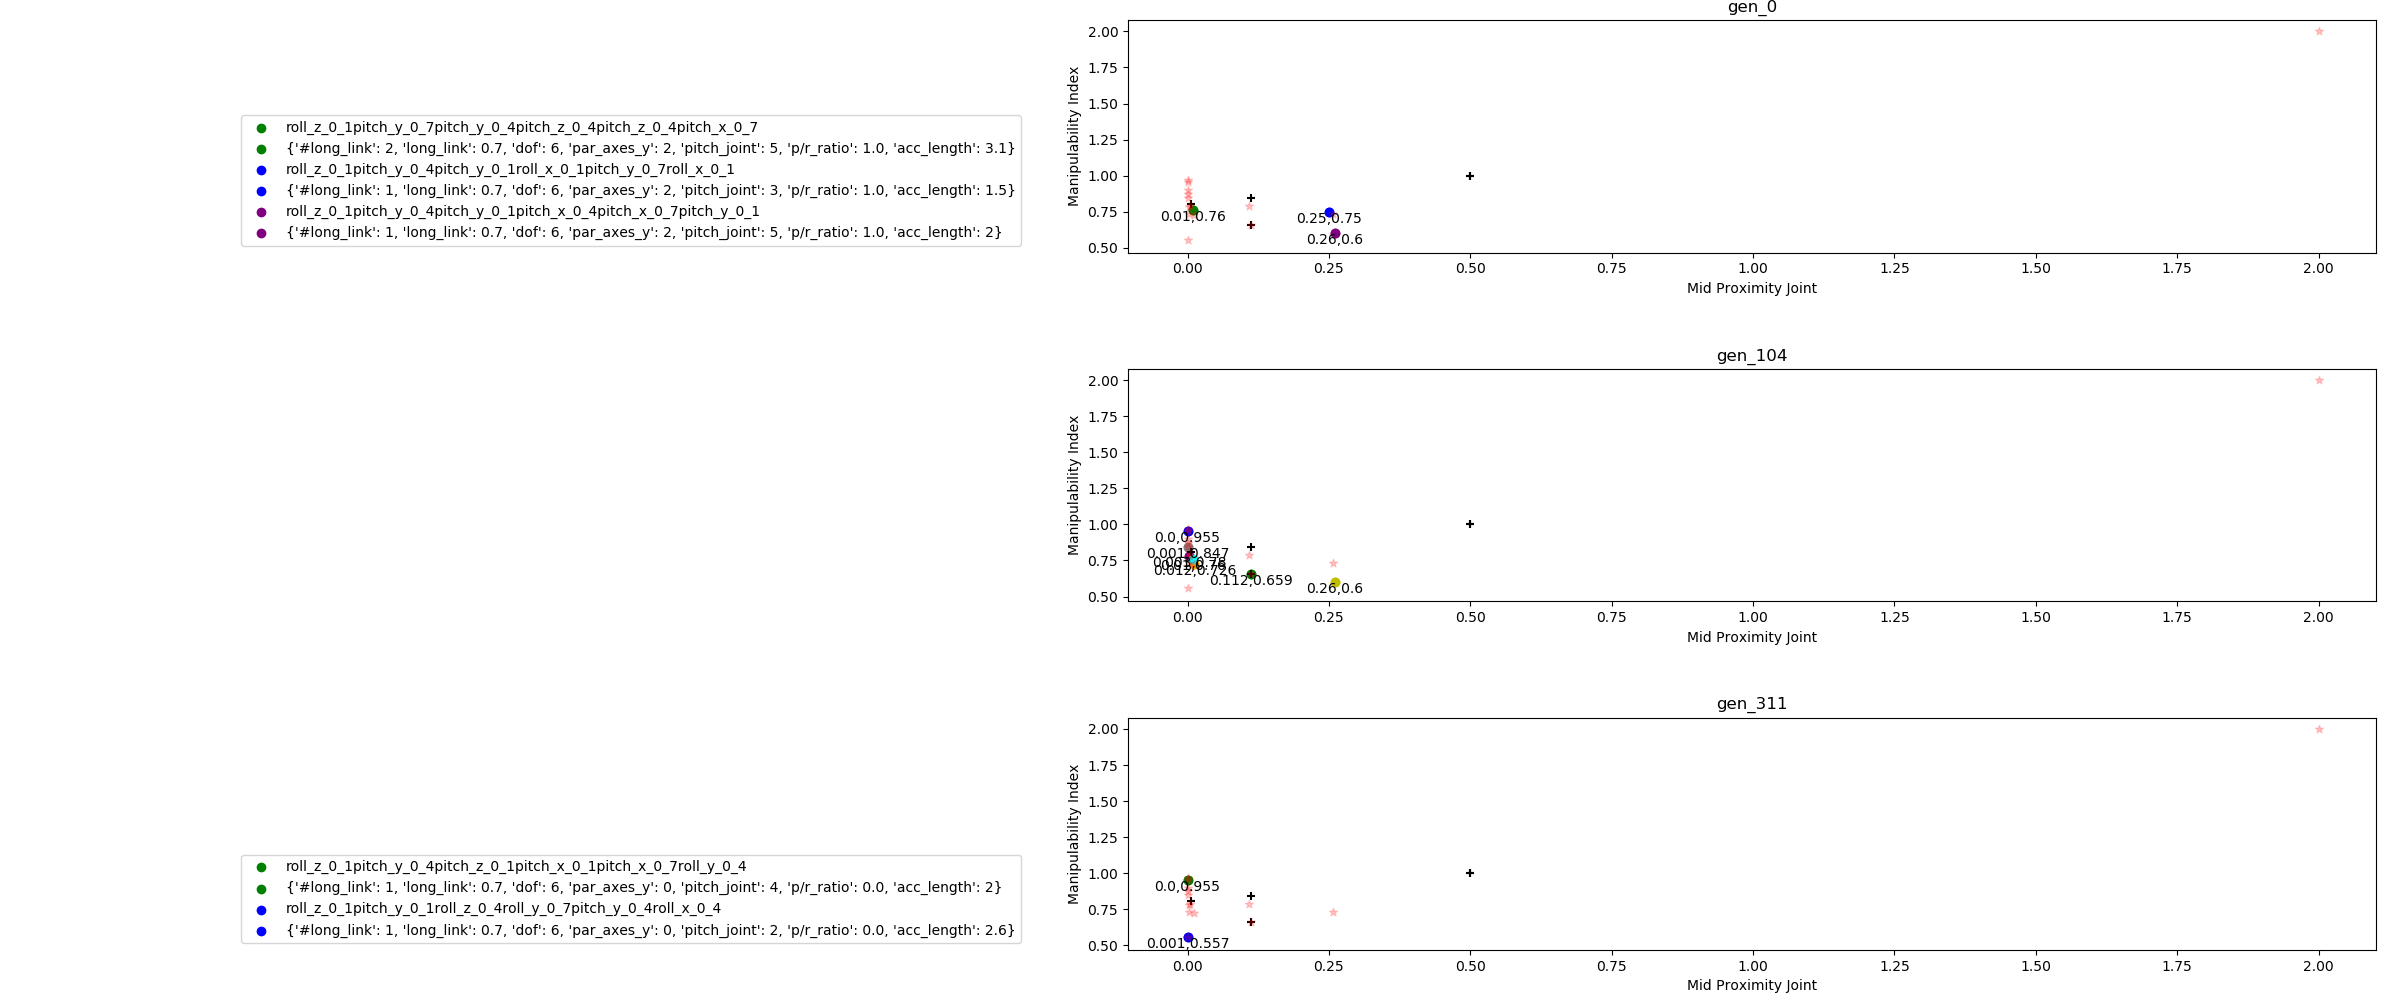 gen_0
roll_z_0_1pitch_y_0_7pitch_y_0_4pitch_z_0_4pitch_z_0_4pitch_x_0_7
{'#long_link': 2, 'long_link': 0.7, 'dof': 6, 'par_axes_y': 2, 'pitch_joint': 5, 'p/r_ratio': 1.0, 'acc_length': 3.1}
roll_z_0_1pitch_y_0_4pitch_y_0_1roll_x_0_1pitch_y_0_7roll_x_0_1
{'#long_link': 1, 'long_link': 0.7, 'dof': 6, 'par_axes_y': 2, 'pitch_joint': 3, 'p/r_ratio': 1.0, 'acc_length': 1.5}
roll_z_0_1pitch_y_0_4pitch_y_0_1pitch_x_0_4pitch_x_0_7pitch_y_0_1
{'#long_link': 1, 'long_link': 0.7, 'dof': 6, 'par_axes_y': 2, 'pitch_joint': 5, 'p/r_ratio': 1.0, 'acc_length': 2}
Manipulability Index
2.00
1.75
1.50
1.25
1.00
0.75
0.50
0.01,0.76
0.25,0.75
0.26,0.6
0.00 0.25 0.50 0.75 1.00 1.25 1.50 1.75 2.00
Mid Proximity Joint
gen_104
Manipulability Index
2.00
1.75
1.50
1.25
1.00
0.75
0.50
0.0,0.955
0.001,0.847
0.012,0.726
0.112,0.659
0.26,0.6
0.00 0.25 0.50 0.75 1.00 1.25 1.50 1.75 2.00
Mid Proximity Joint
gen_311
roll_z_0_1pitch_y_0_4pitch_z_0_1pitch_x_0_1pitch_x_0_7roll_y_0_4
{'#long_link': 1, 'long_link': 0.7, 'dof': 6, 'par_axes_y': 0, 'pitch_joint': 4, 'p/r_ratio': 0.0, 'acc_length': 2}
roll_z_0_1pitch_y_0_1roll_z_0_4roll_y_0_7pitch_y_0_4roll_x_0_4
{'#long_link': 1, 'long_link': 0.7, 'dof': 6, 'par_axes_y': 0, 'pitch_joint': 2, 'p/r_ratio': 0.0, 'acc_length': 2.6}
Manipulability Index
2.00
1.75
1.50
1.25
1.00
0.75
0.50
0.0,0.955
0.001,0.557
0.00 0.25 0.50 0.75 1.00 1.25 1.50 1.75 2.00
Mid Proximity Joint